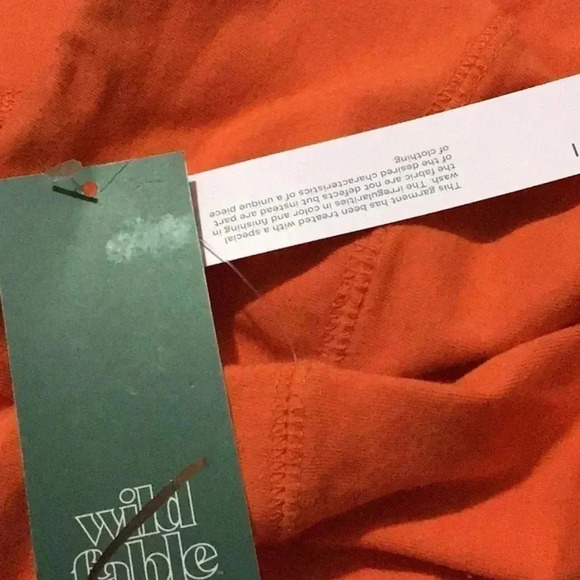 This garment has been treated with a special
wash. The irregularities in color and finishing in
the fabric are not defects but instead are part
of the desired characteristics of a unique piece
of clothing.
wild
fable